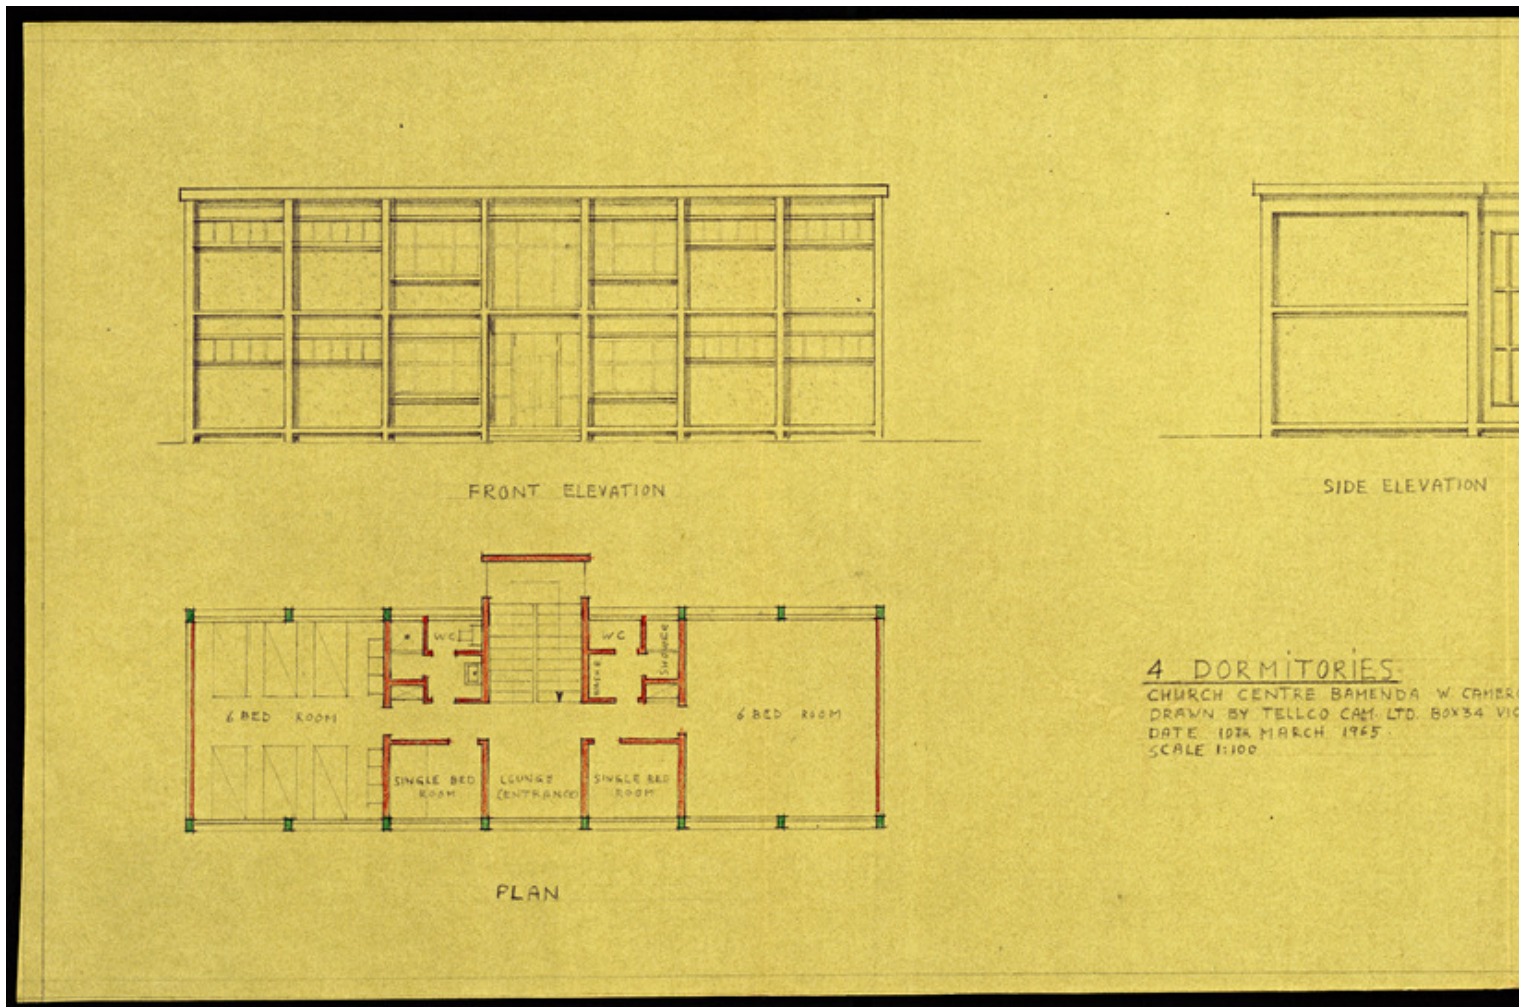 FRONT ELEVATION
SIDE ELEVATION
WC
WC
SHOWER
6 BED ROOM
6 BED ROOM
SINGLE BED
ROOM
LOUNGE
(ENTRANCE)
SINGLE BED
ROOM
PLAN
4 DORMITORIES
CHURCH CENTRE BAMENDA W. CAMER
DRAWN BY TELLCO CAM. LTD. BOX 34 VIC
DATE 10TH MARCH 1965.
SCALE 1:100